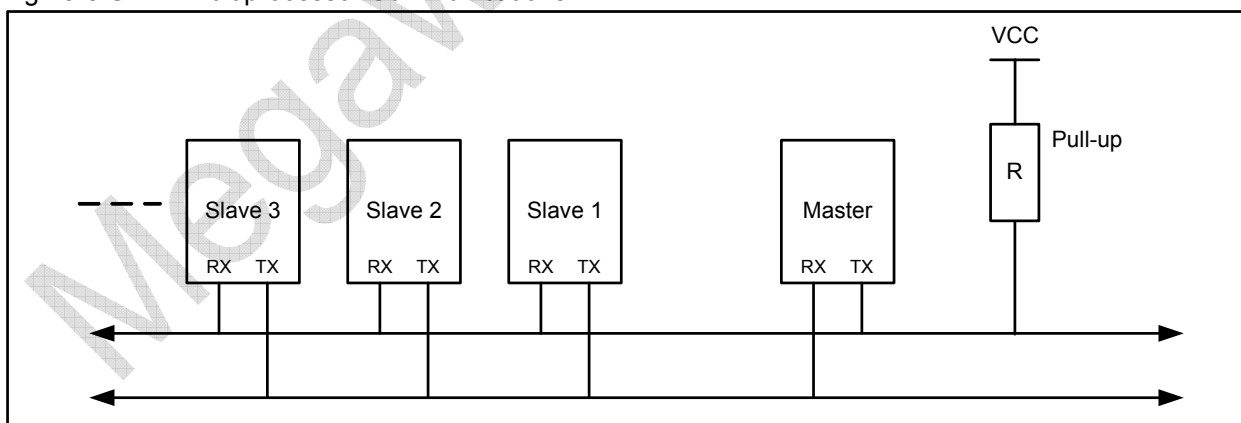 VCC
Pull-up
R
Slave 3
Slave 2
Slave 1
Master
RX TX
RX TX
RX TX
RX TX